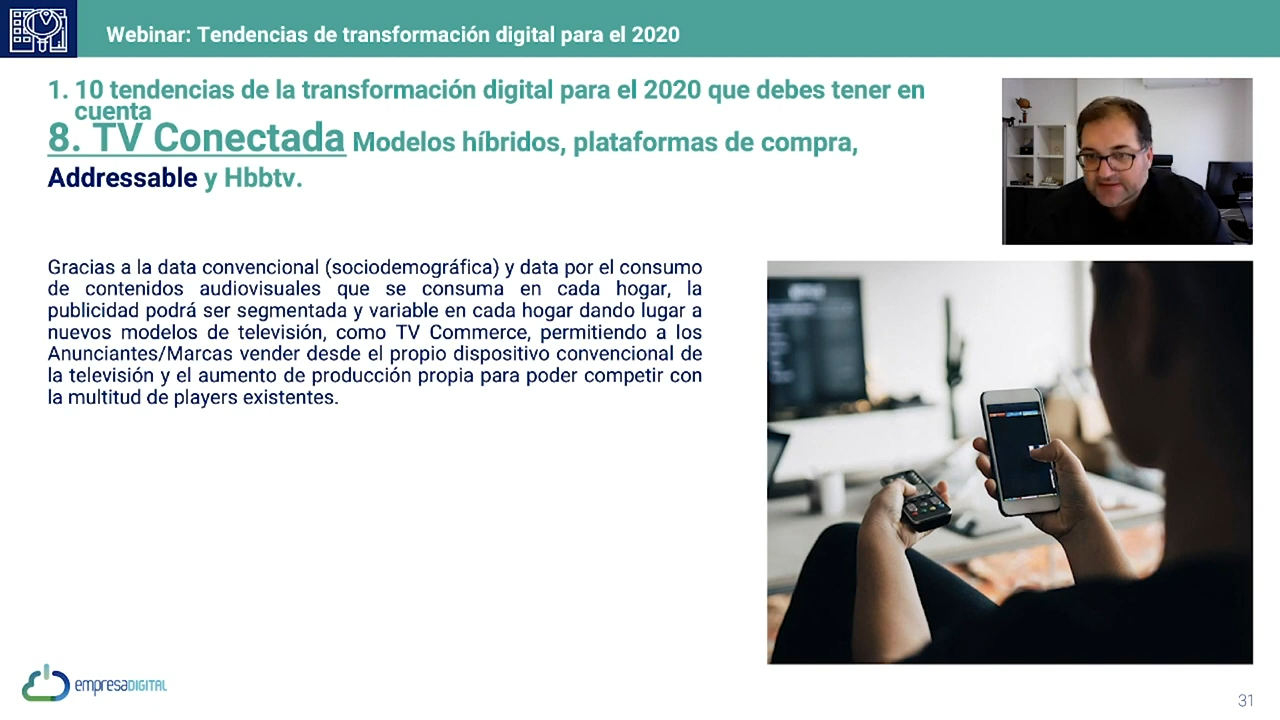 Webinar: Tendencias de transformación digital para el 2020
1. 10 tendencias de la transformación digital para el 2020 que debes tener en
cuenta
8. TV Conectada Modelos híbridos, plataformas de compra,
Addressable y Hbbtv.
Gracias a la data convencional (sociodemográfica) y data por el consumo
de contenidos audiovisuales que se consuma en cada hogar, la
publicidad podrá ser segmentada y variable en cada hogar dando lugar a
nuevos modelos de televisión, como TV Commerce, permitiendo a los
Anunciantes/Marcas vender desde el propio dispositivo convencional de
la televisión y el aumento de producción propia para poder competir con
la multitud de players existentes.
empresaDIGITAL
31